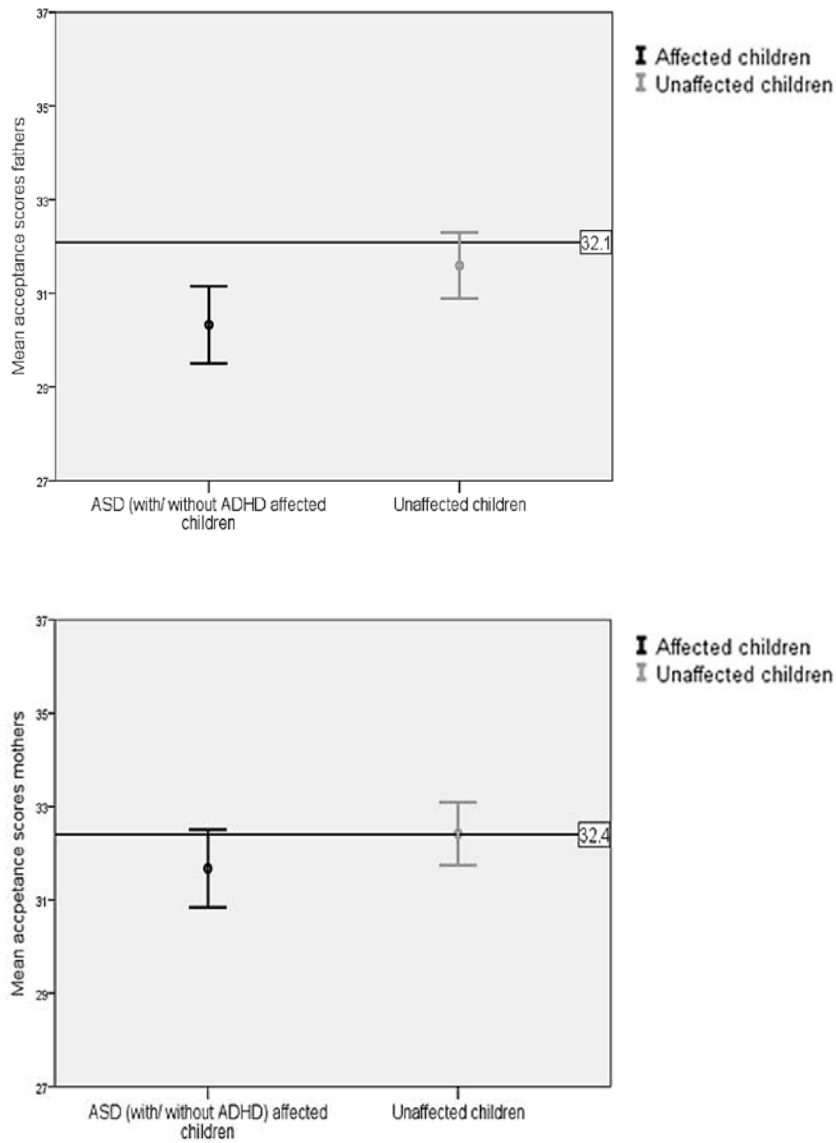 37
35
33
31
29
27
Mean acceptance scores fathers
32.1
ASD (with/ without ADHD affected
children
Unaffected children
Affected children
Unaffected children
37
35
33
31
29
27
Mean accpetance scores mothers
32.4
ASD (with/ without ADHD) affected
children
Unaffected children
Affected children
Unaffected children